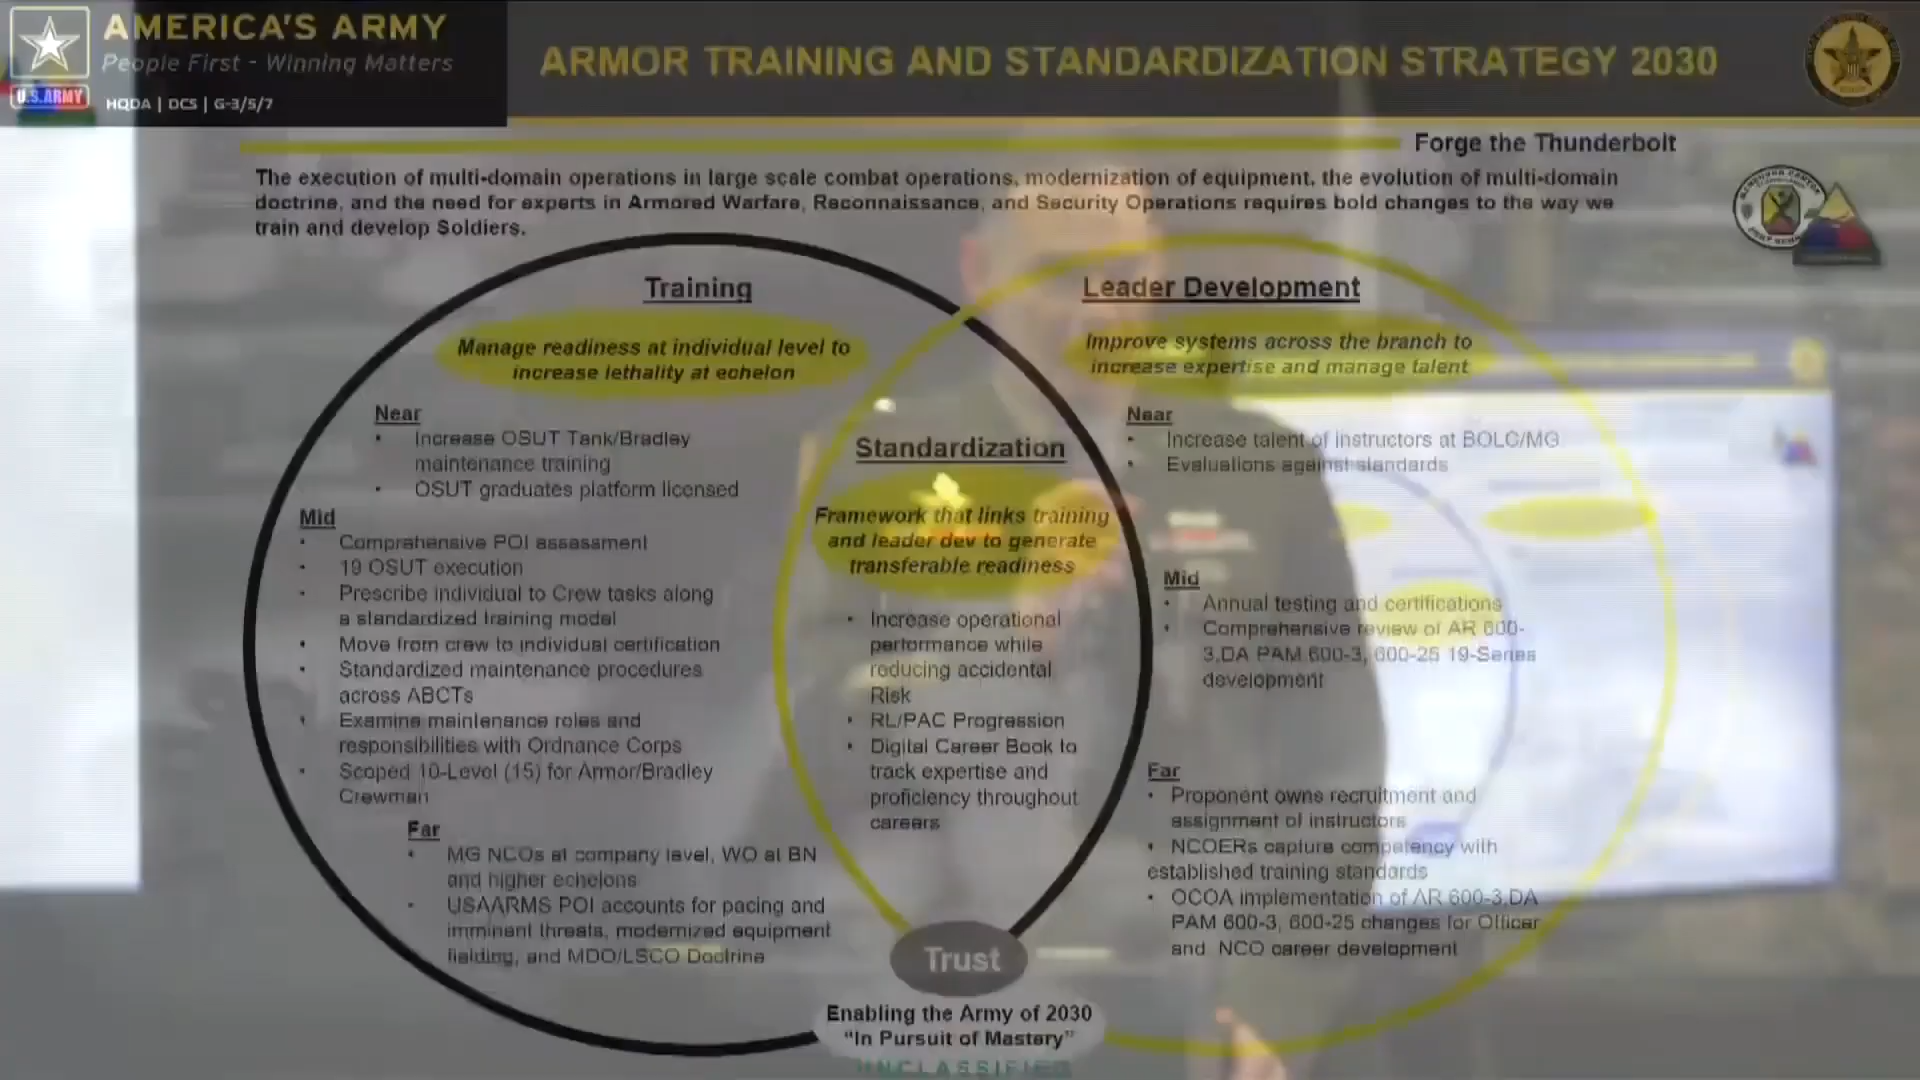 AMERICA'S ARMY
People First - Winning Matters
U.S.ARMY
HQDA | DCS | G-3/5/7
ARMOR TRAINING AND STANDARDIZATION STRATEGY 2030
Forge the Thunderbolt
The execution of multi-domain operations in large scale combat operations, modernization of equipment, the evolution of multi-domain
doctrine, and the need for experts in Armored Warfare, Reconnaissance, and Security Operations requires bold changes to the way we
train and develop Soldiers.
Training
Manage readiness at individual level to
increase lethality at echelon
Near
• Increase OSUT Tank/Bradley
maintenance training
• OSUT graduates platform licensed
Mid
• Comprehensive POI assessment
• 19 OSUT execution
• Prescribe individual to Crew tasks along
a standardized training model
• Move from crew to individual certification
• Standardized maintenance procedures
across ABCTs
• Examine maintenance roles and
responsibilities with Ordnance Corps
• Scoped 10-Level (15) for Armor/Bradley
Crewman
Far
• MG NCOs at company level, WO at BN
and higher echelons
• USAARMS POI accounts for pacing and
imminent threats, modernized equipment
fielding, and MDO/LSCO Doctrine
Standardization
Framework that links training
and leader dev to generate
transferable readiness
• Increase operational
performance while
reducing accidental
Risk
• RL/PAC Progression
• Digital Career Book to
track expertise and
proficiency throughout
careers
Leader Development
Improve systems across the branch to
increase expertise and manage talent
Near
• Increase talent of instructors at BOLC/MG
• Evaluations against standards
Mid
• Annual testing and certifications
• Comprehensive review of AR 600-
3,DA PAM 600-3, 600-25 19-Series
development
Far
• Proponent owns recruitment and
assignment of instructors
• NCOERs capture competency with
established training standards
• OCOA implementation of AR 600-3,DA
PAM 600-3, 600-25 changes for Officer
and NCO career development
Trust
Enabling the Army of 2030
“In Pursuit of Mastery”
UNCLASSIFIED